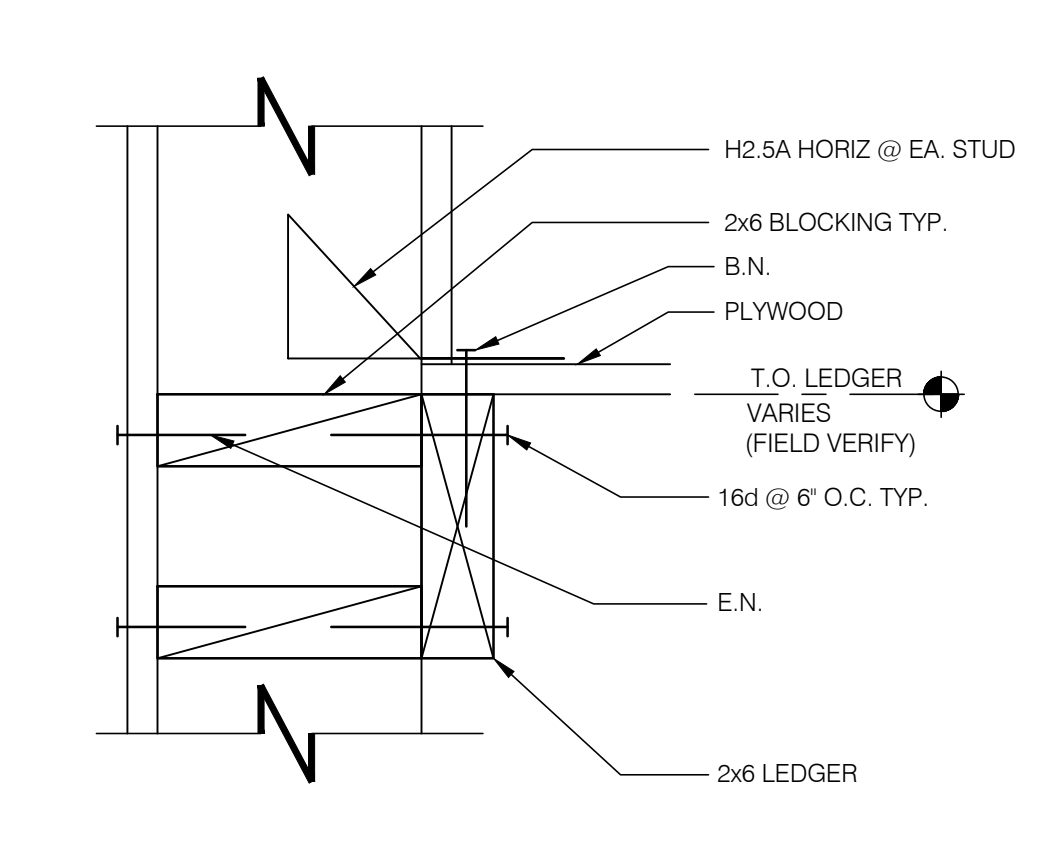 H2.5A HORIZ @ EA. STUD
2x6 BLOCKING TYP.
B.N.
PLYWOOD
T.O. LEDGER
VARIES
(FIELD VERIFY)
16d @ 6" O.C. TYP.
E.N.
2x6 LEDGER